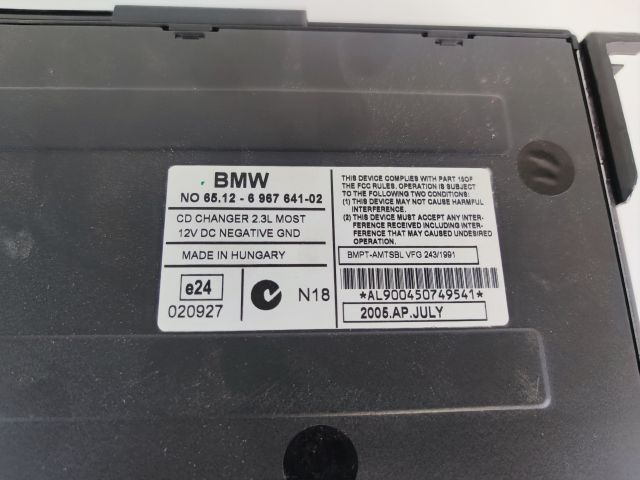 BMW
NO 65.12 - 6 967 641-02
CD CHANGER 2.3L MOST
12V DC NEGATIVE GND
MADE IN HUNGARY
e24
020927
N18
THIS DEVICE COMPLIES WITH PART 15OF
THE FCC RULES. OPERATION IS SUBJECT
TO THE FOLLOWING TWO CONDITIONS:
(1) THIS DEVICE MAY NOT CAUSE HARMFUL
INTERFERENCE
(2) THIS DEVICE MUST ACCEPT ANY INTER-
FERENCE RECEIVED INCLUDING INTER-
FERENCE THAT MAY CAUSED UNDESIRED
OPERATION.
BMPT-AMTSBL VFG 243/1991
*AL900450749541*
2005.AP.JULY